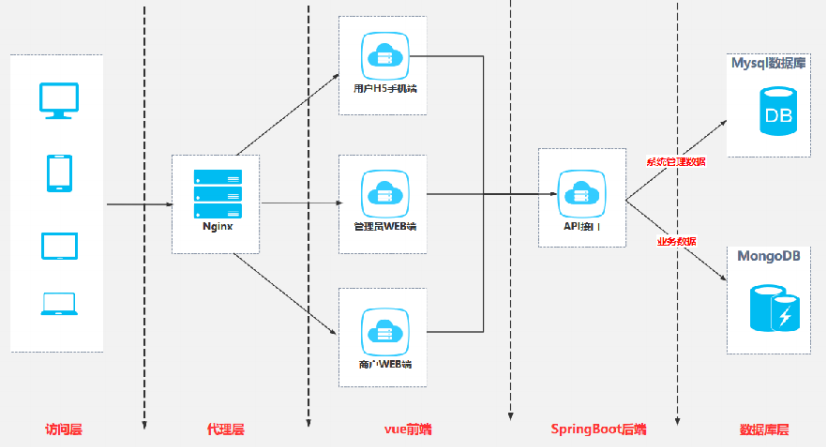 用户H5手机端
Mysql数据库
DB
系统管理数据
Nginx
管理员WEB端
API接口
业务数据
MongoDB
商户WEB端
访问层
代理层
vue前端
SpringBoot后端
数据库层